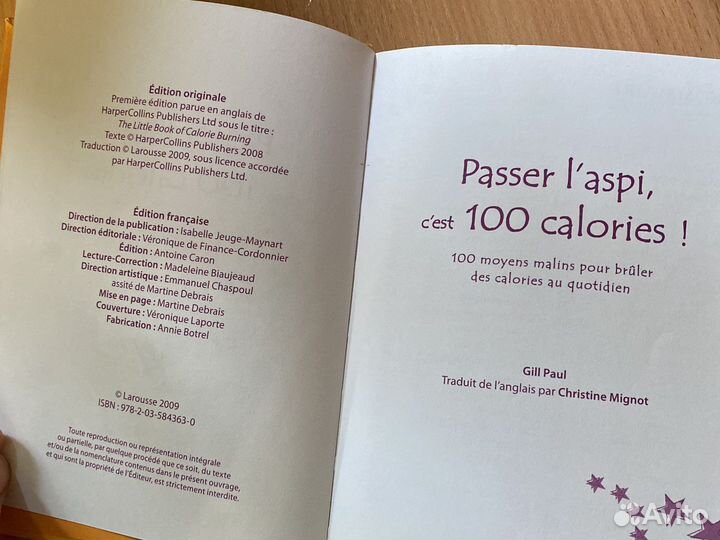 Édition originale
Première édition parue en anglais de
HarperCollins Publishers Ltd sous le titre :
The Little Book of Calorie Burning
Texte © HarperCollins Publishers 2008
Traduction © Larousse 2009, sous licence accordée
par HarperCollins Publishers Ltd.
Édition française
Direction de la publication : Isabelle Jeuge-Maynart
Direction éditoriale : Véronique de Finance-Cordonnier
Édition : Antoine Caron
Lecture-Correction : Madeleine Biaujeaud
Direction artistique : Emmanuel Chaspoul
assité de Martine Debrais
Mise en page : Martine Debrais
Couverture : Véronique Laporte
Fabrication : Annie Botrel
© Larousse 2009
ISBN : 978-2-03-584363-0
Toute reproduction ou représentation intégrale
ou partielle, par quelque procédé que ce soit, du texte
et/ou de la nomenclature contenus dans le présent ouvrage,
et qui sont la propriété de l'Éditeur, est strictement interdite.
Passer l'aspi,
c'est 100 calories !
100 moyens malins pour brûler
des calories au quotidien
Gill Paul
Traduit de l'anglais par Christine Mignot
Avito